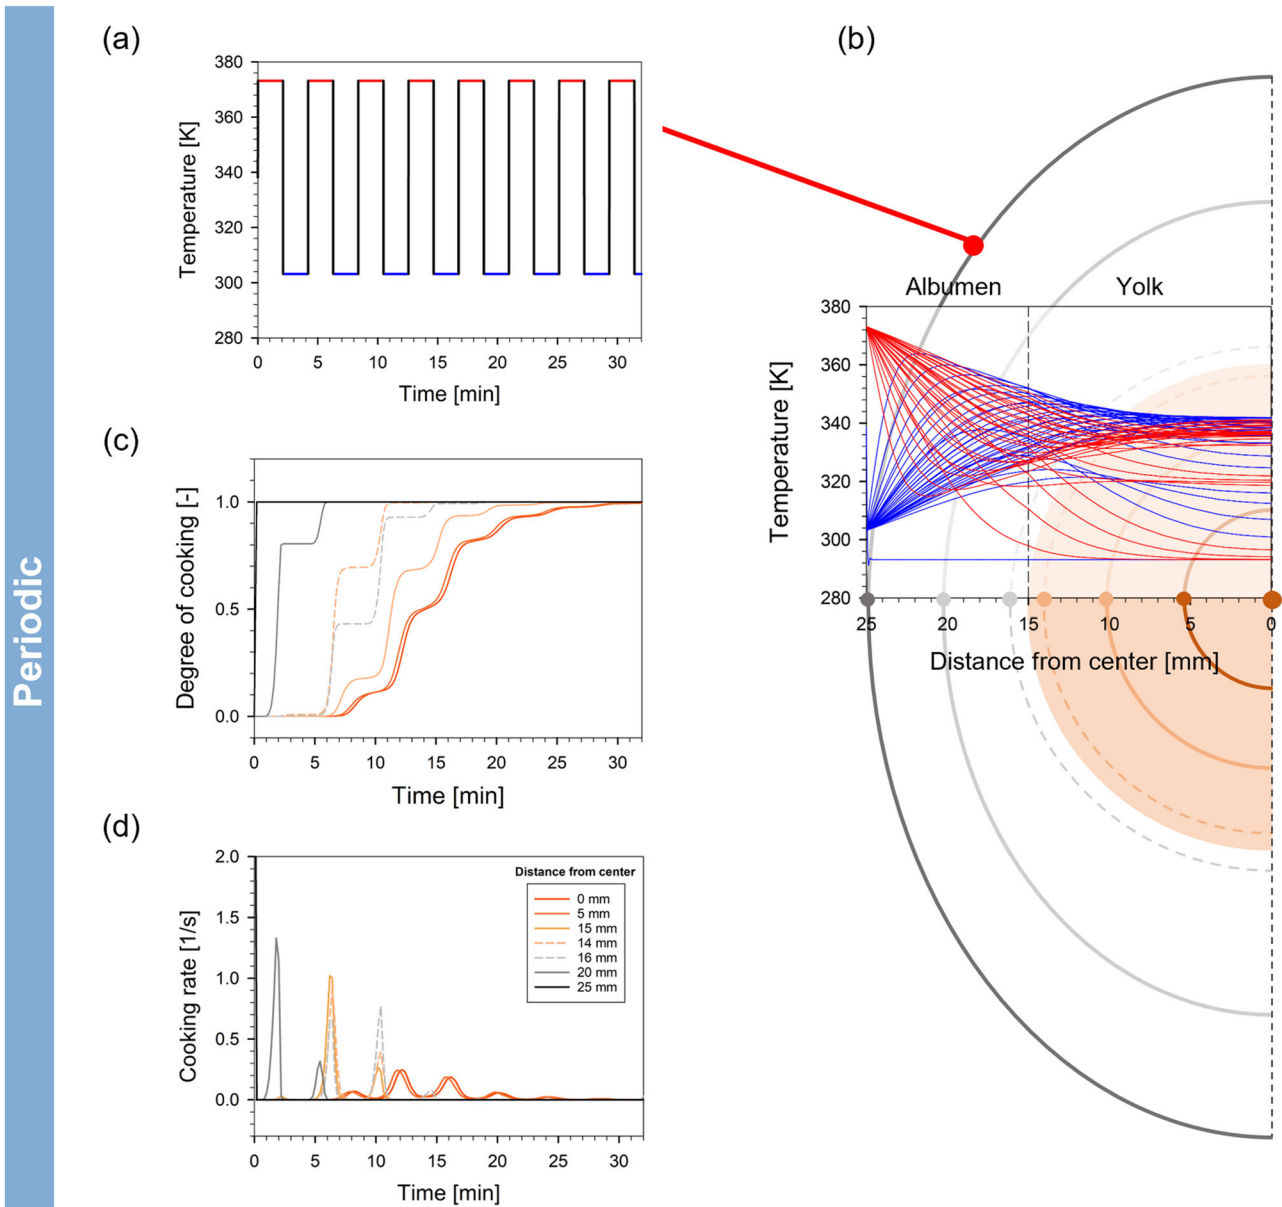 Periodic
(a)
Temperature [K]
380
360
340
320
300
280
0 5 10 15 20 25 30
Time [min]
(b)
Albumen Yolk
Temperature [K]
380
360
340
320
300
280
25 20 15 10 5 0
Distance from center [mm]
(c)
Degree of cooking [-]
1.0
0.5
0.0
0 5 10 15 20 25 30
Time [min]
(d)
Cooking rate [1/s]
2.0
1.5
1.0
0.5
0.0
0 5 10 15 20 25 30
Time [min]
Distance from center
0 mm
5 mm
15 mm
14 mm
16 mm
20 mm
25 mm